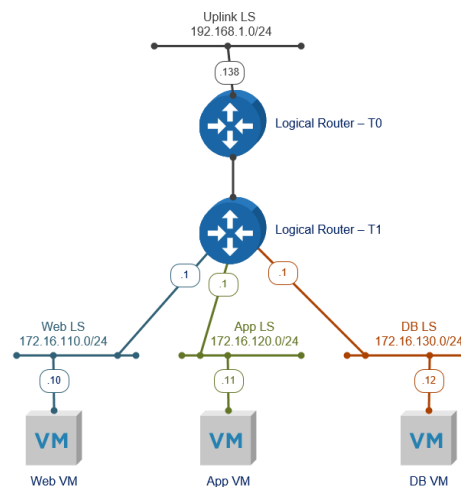 Uplink LS
192.168.1.0/24
.138
Logical Router – T0
Logical Router – T1
.1
.1
.1
Web LS
172.16.110.0/24
App LS
172.16.120.0/24
DB LS
172.16.130.0/24
.10
.11
.12
VM
VM
VM
Web VM
App VM
DB VM